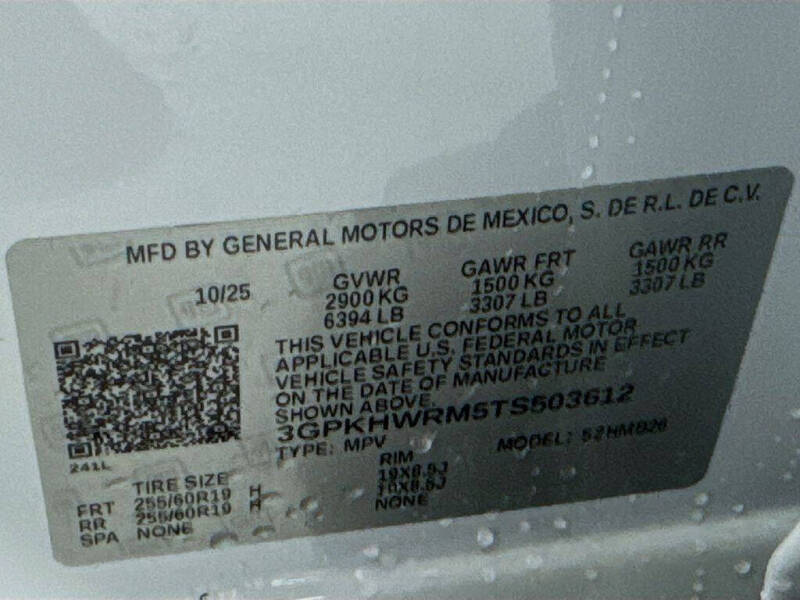 MFD BY GENERAL MOTORS DE MEXICO, S. DE R.L. DE C.V.
10/25
GVWR
2900 KG
6394 LB
GAWR FRT
1500 KG
3307 LB
GAWR RR
1500 KG
3307 LB
THIS VEHICLE CONFORMS TO ALL
APPLICABLE U.S. FEDERAL MOTOR
VEHICLE SAFETY STANDARDS IN EFFECT
ON THE DATE OF MANUFACTURE
SHOWN ABOVE.
3GPKHWRM5TS503612
TYPE: MPV
MODEL:
241L
TIRE SIZE
RIM
FRT 255/60R19 H 19X8.5J
RR 255/60R19 H 19X8.5J
SPA NONE NONE